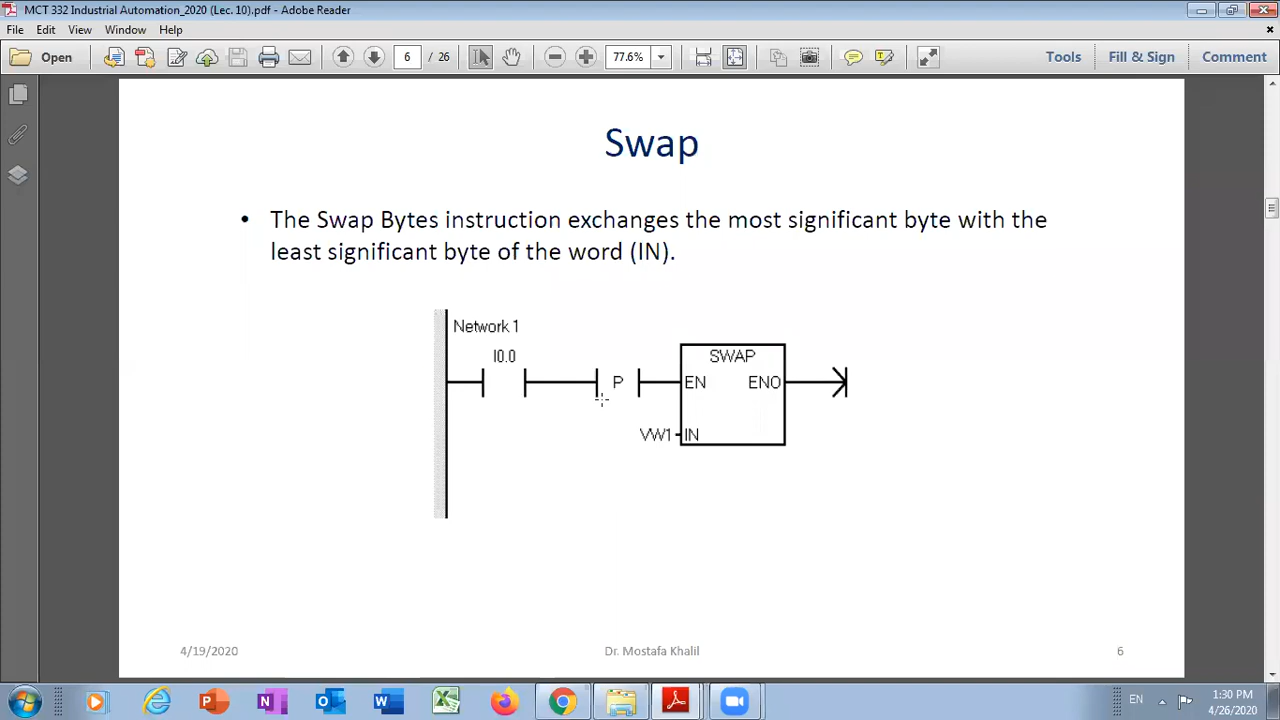 MCT 332 Industrial Automation_2020 (Lec. 10).pdf - Adobe Reader
File Edit View Window Help
Open 6 / 26 77.6% Tools Fill & Sign Comment
Swap
• The Swap Bytes instruction exchanges the most significant byte with the
least significant byte of the word (IN).
Network 1
I0.0 SWAP
P EN ENO
VW1 IN
4/19/2020 Dr. Mostafa Khalil 6
EN 1:30 PM
4/26/2020